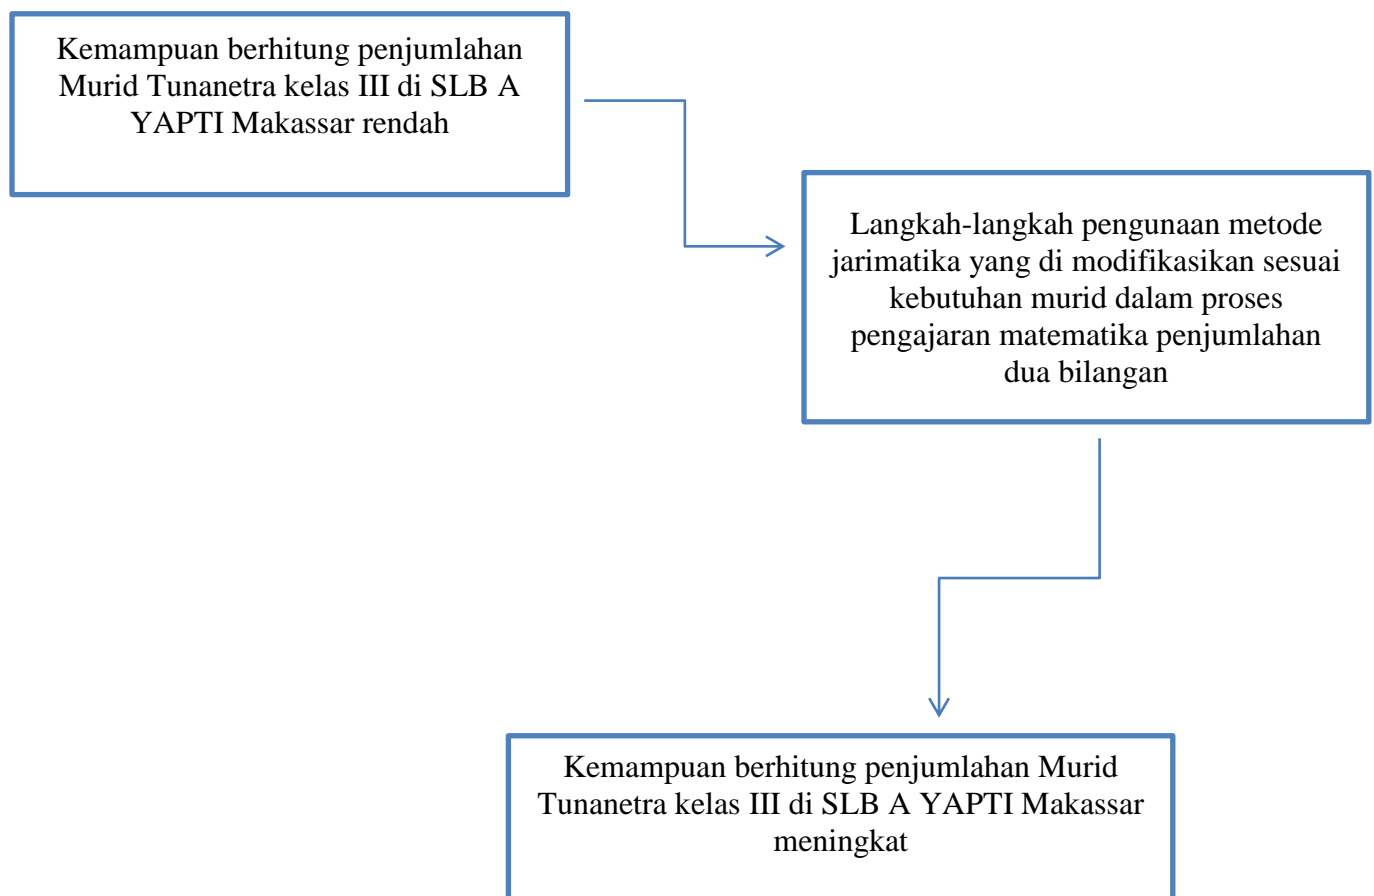 Kemampuan berhitung penjumlahan
Murid Tunanetra kelas III di SLB A
YAPTI Makassar rendah
Langkah-langkah pengunaan metode
jarimatika yang di modifikasikan sesuai
kebutuhan murid dalam proses
pengajaran matematika penjumlahan
dua bilangan
Kemampuan berhitung penjumlahan Murid
Tunanetra kelas III di SLB A YAPTI Makassar
meningkat